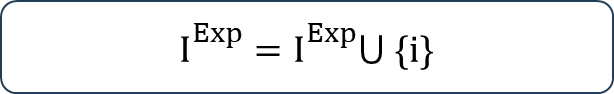 I^Exp = I^Exp ∪ {i}